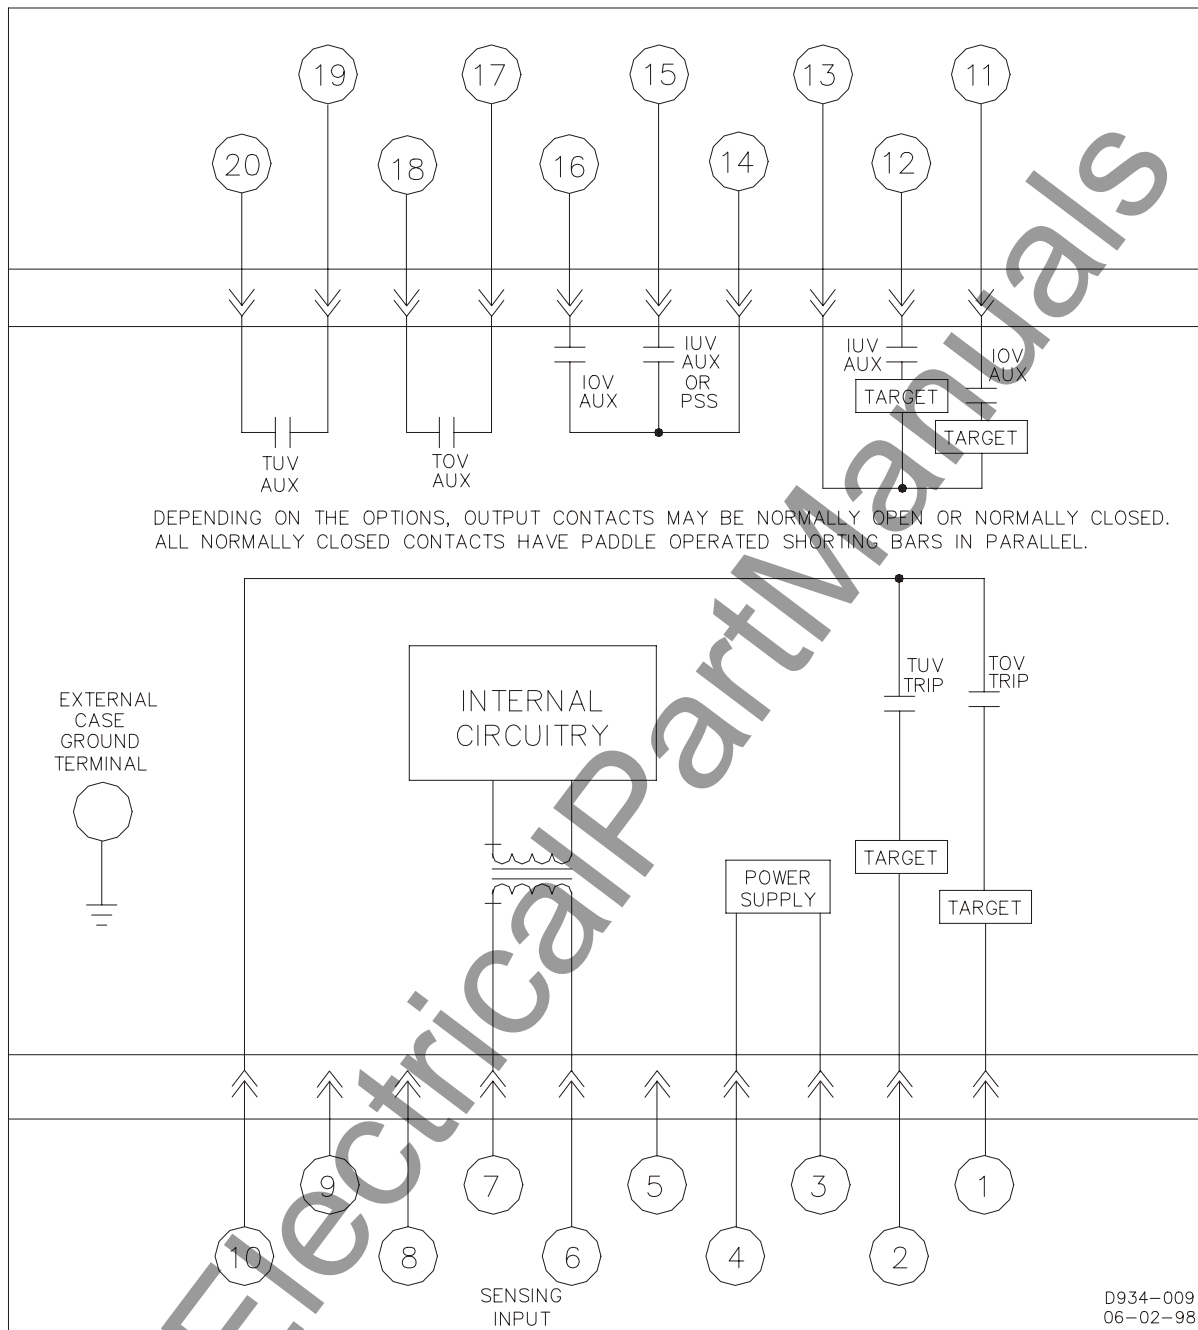 19
17
15
13
11
20
18
16
14
12
IUV
AUX
OR
PSS
IUV
AUX
IOV
AUX
IOV
AUX
TARGET
TARGET
TUV
AUX
TOV
AUX
DEPENDING ON THE OPTIONS, OUTPUT CONTACTS MAY BE NORMALLY OPEN OR NORMALLY CLOSED.
ALL NORMALLY CLOSED CONTACTS HAVE PADDLE OPERATED SHORTING BARS IN PARALLEL.
TUV
TRIP
TOV
TRIP
EXTERNAL
CASE
GROUND
TERMINAL
INTERNAL
CIRCUITRY
TARGET
POWER
SUPPLY
TARGET
9
7
5
3
1
10
8
6
4
2
SENSING
INPUT
D934-009
06-02-98
ElectricalPartManuals